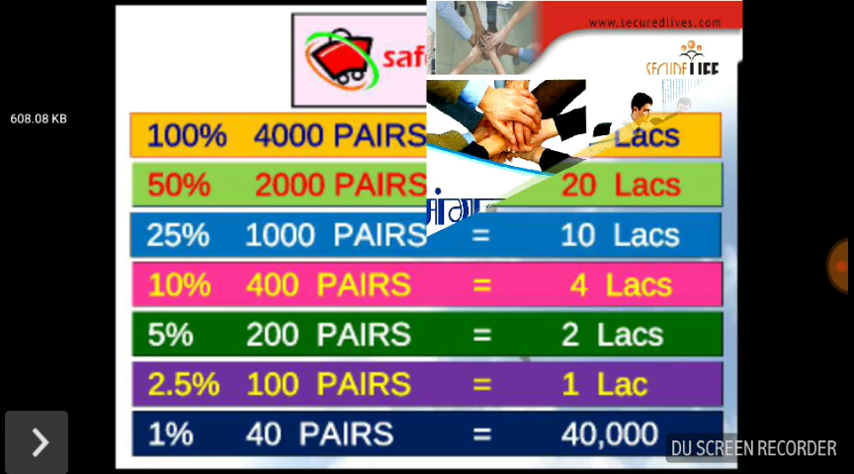 www.securedlives.com
safe
SECURE LIFE
608.08 KB
100% 4000 PAIRS Lacs
50% 2000 PAIRS 20 Lacs
25% 1000 PAIRS = 10 Lacs
10% 400 PAIRS = 4 Lacs
5% 200 PAIRS = 2 Lacs
2.5% 100 PAIRS = 1 Lac
1% 40 PAIRS = 40,000
DU SCREEN RECORDER